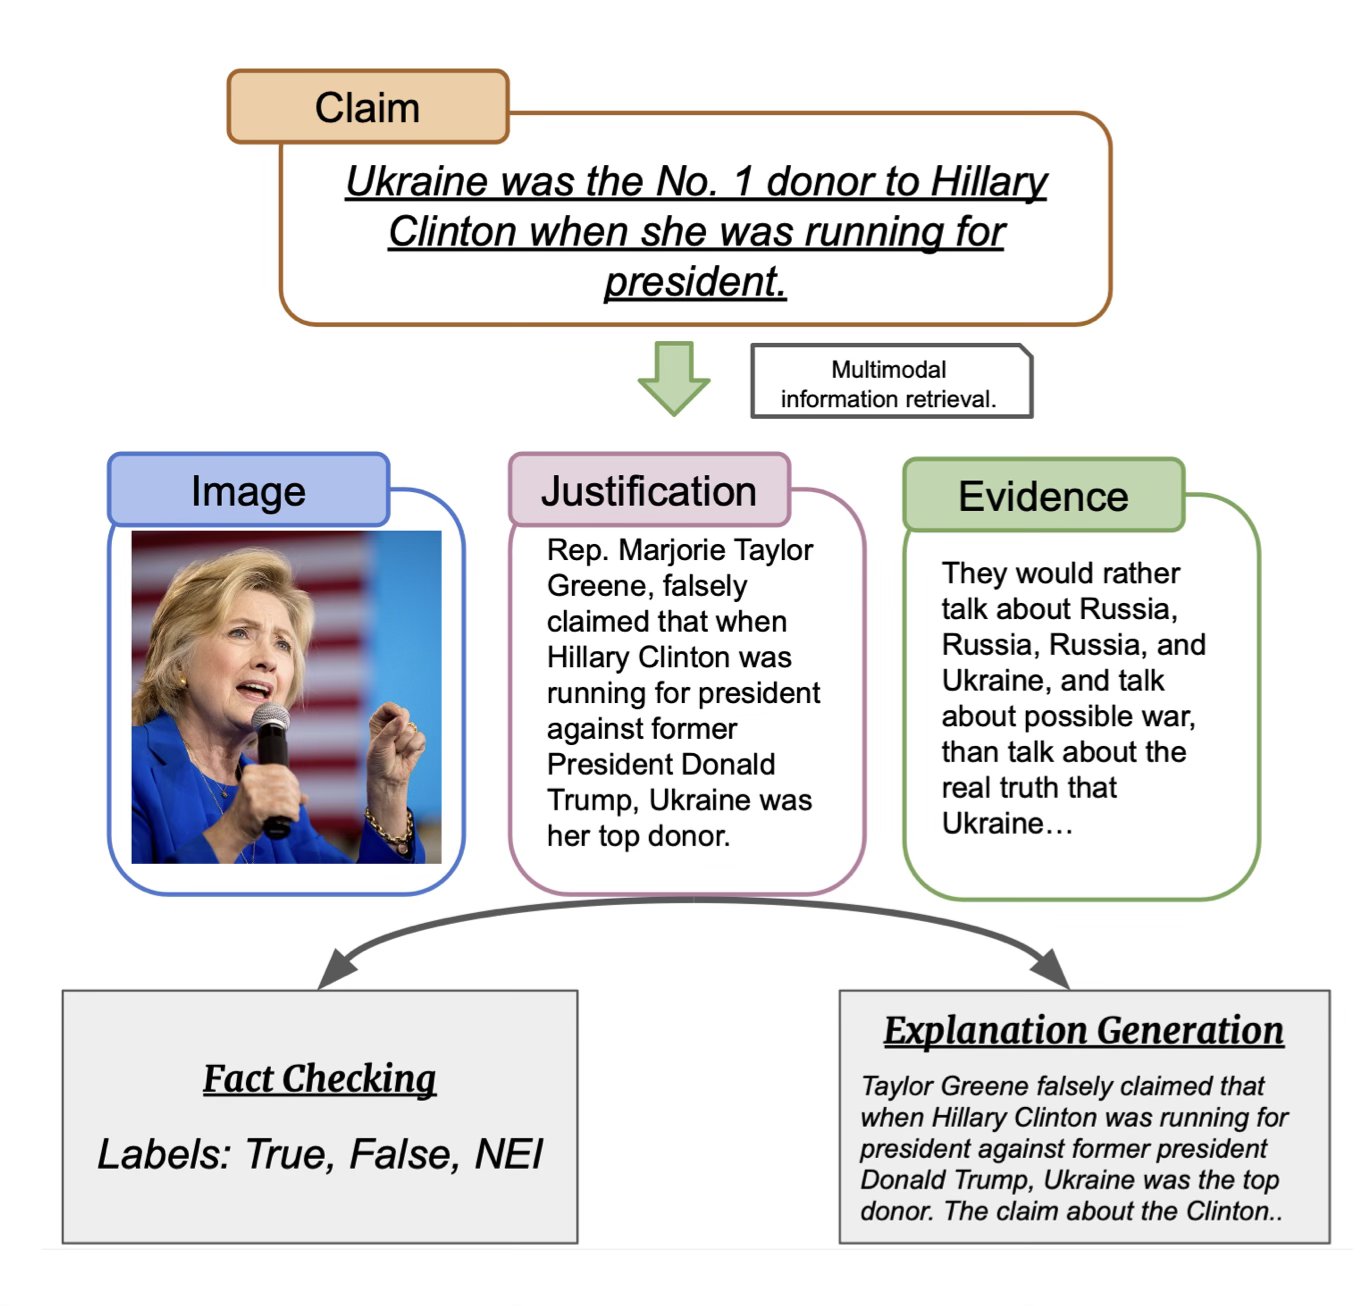 Claim
Ukraine was the No. 1 donor to Hillary
Clinton when she was running for
president.
Multimodal
information retrieval.
Image
Justification
Rep. Marjorie Taylor
Greene, falsely
claimed that when
Hillary Clinton was
running for president
against former
President Donald
Trump, Ukraine was
her top donor.
Evidence
They would rather
talk about Russia,
Russia, Russia, and
Ukraine, and talk
about possible war,
than talk about the
real truth that
Ukraine…
Fact Checking
Labels: True, False, NEI
Explanation Generation
Taylor Greene falsely claimed that
when Hillary Clinton was running for
president against former president
Donald Trump, Ukraine was the top
donor. The claim about the Clinton..